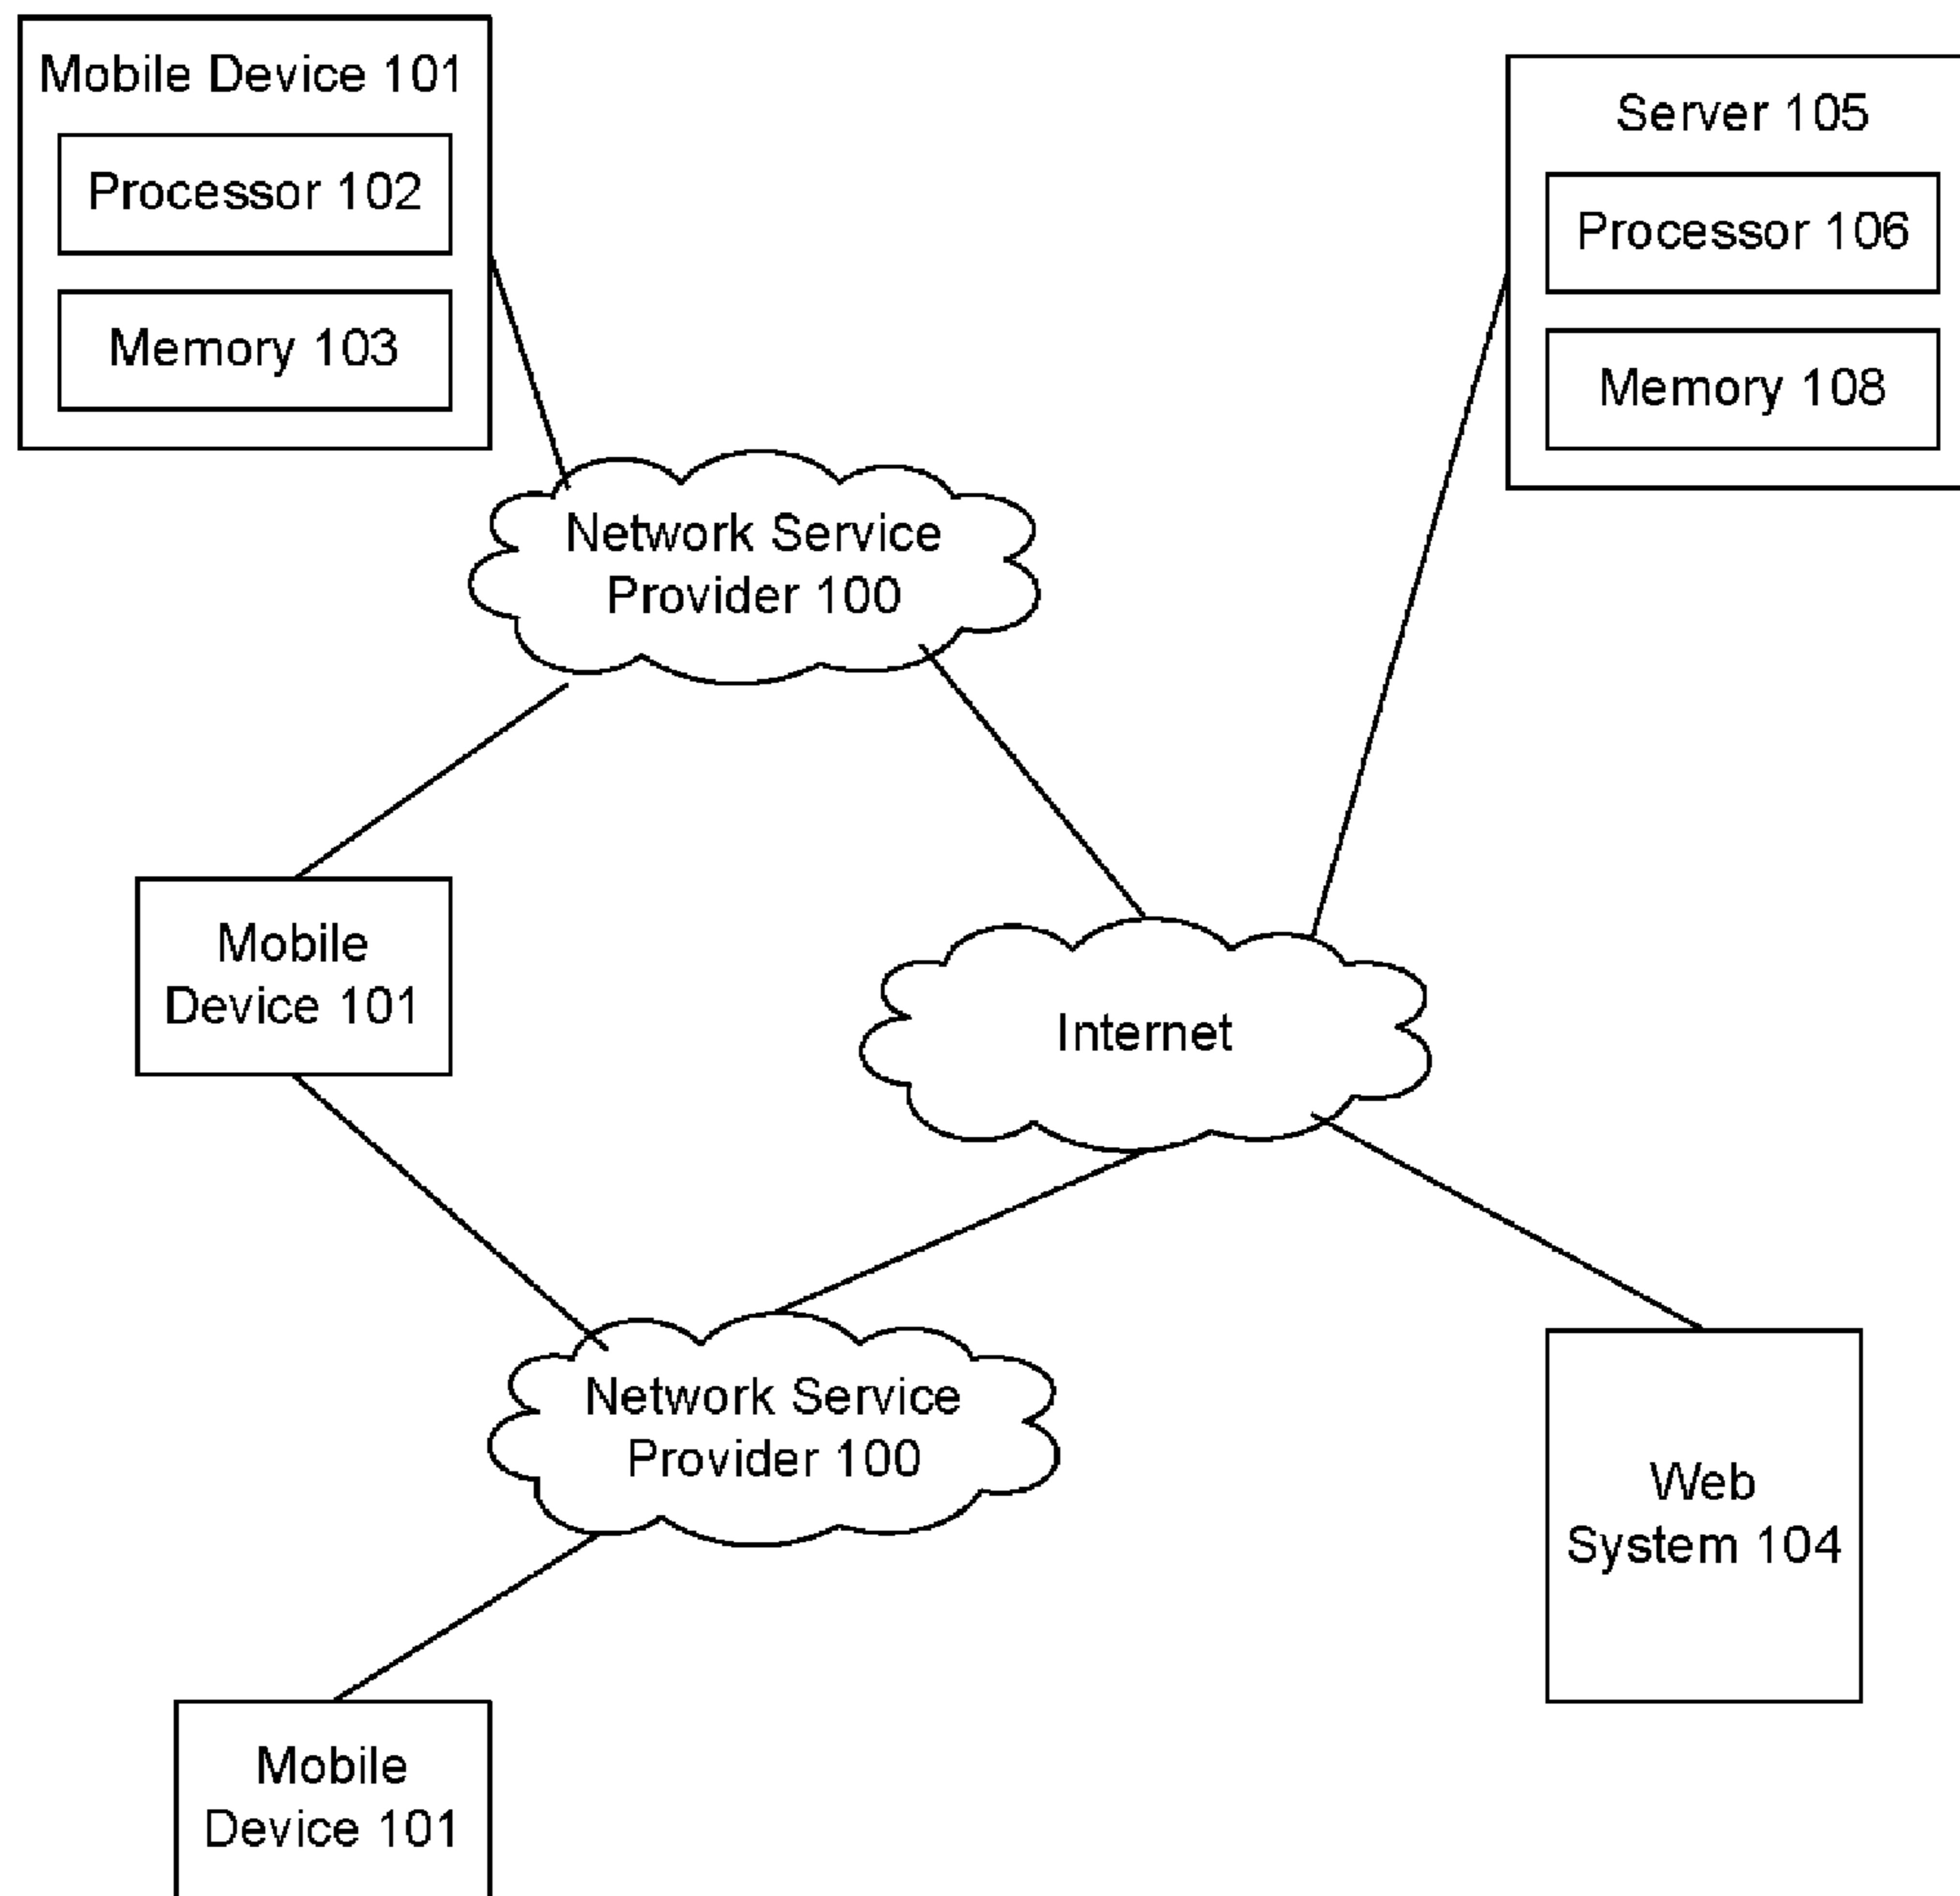 Mobile Device 101
Processor 102
Memory 103
Server 105
Processor 106
Memory 108
Network Service
Provider 100
Mobile
Device 101
Internet
Network Service
Provider 100
Web
System 104
Mobile
Device 101